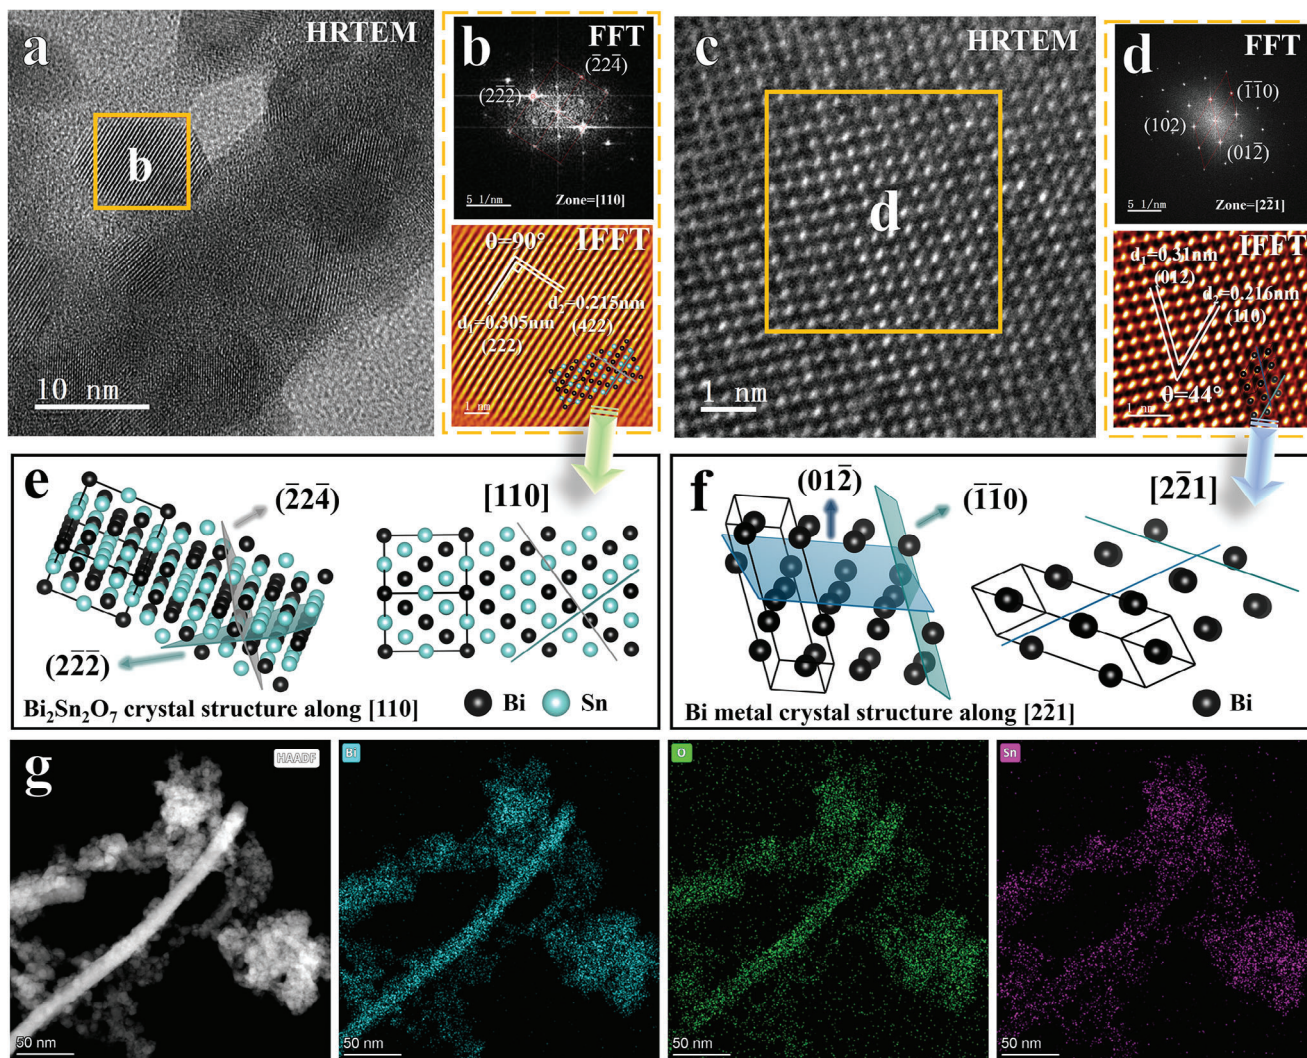 a
HRTEM
b
10 nm
b
FFT
(2̄24̄)
(22̄2̄)
5 1/nm
Zone=[110]
IFFT
θ=90°
d₂=0.215nm
(422)
d₁=0.305nm
(222)
1 nm
c
HRTEM
d
1 nm
d
FFT
(1̄1̄0)
(102)
(012̄)
5 1/nm
Zone=[22̄1]
IFFT
d₁=0.31nm
(012)
d₂=0.216nm
(110)
θ=44°
1 nm
e
(2̄24̄)
[110]
(22̄2̄)
Bi₂Sn₂O₇ crystal structure along [110]
Bi
Sn
f
(012̄)
(1̄1̄0)
[22̄1]
Bi metal crystal structure along [22̄1]
Bi
g
HAADF
50 nm
Bi
50 nm
O
50 nm
Sn
50 nm